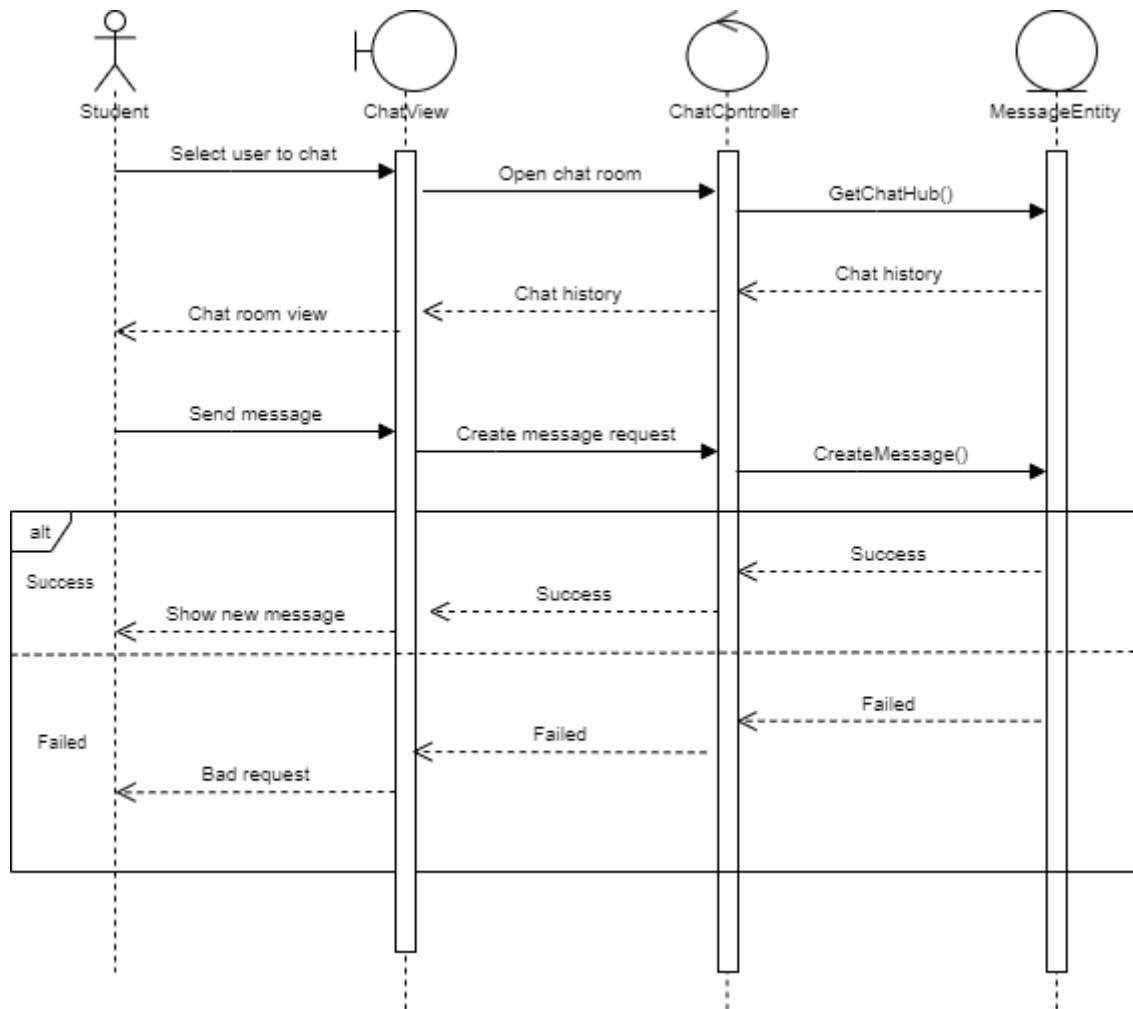 Student
ChatView
ChatController
MessageEntity
Select user to chat
Open chat room
GetChatHub()
Chat history
Chat history
Chat room view
Send message
Create message request
CreateMessage()
alt
Success
Success
Success
Show new message
Failed
Failed
Failed
Bad request